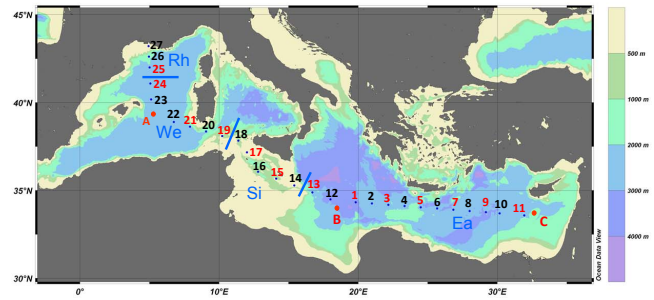 45°N
27
26 Rh
25
24
40°N
23
A
22
21
20
We
19
18
17
16
15
14
13
Si
12
1
2
3
4
5
6
7
8
9
10
11
B
Ea
C
35°N
30°N
0°
10°E
20°E
30°E
500 m
1000 m
2000 m
3000 m
4000 m
Ocean Data View